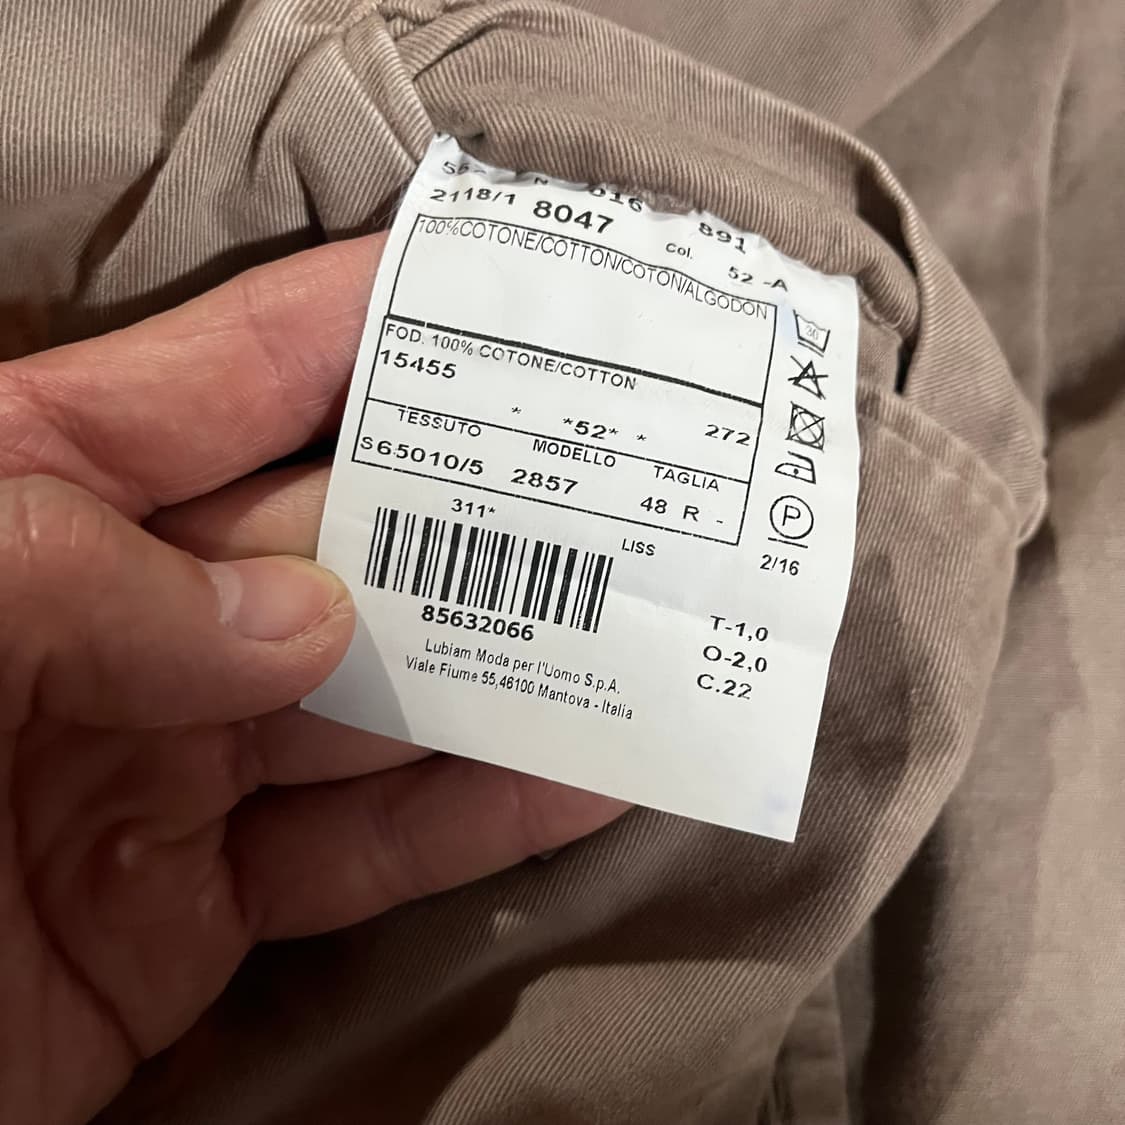 2118/1 8047 891
col. 52 -A
100%COTONE/COTTON/COTON/ALGODON
30
FOD. 100% COTONE/COTTON
15455
* *52* * 272
TESSUTO MODELLO TAGLIA
S65010/5 2857 48 R -
311*
LISS
P
2/16
85632066
T-1,0
O-2,0
C.22
Lubiam Moda per l'Uomo S.p.A.
Viale Fiume 55,46100 Mantova - Italia